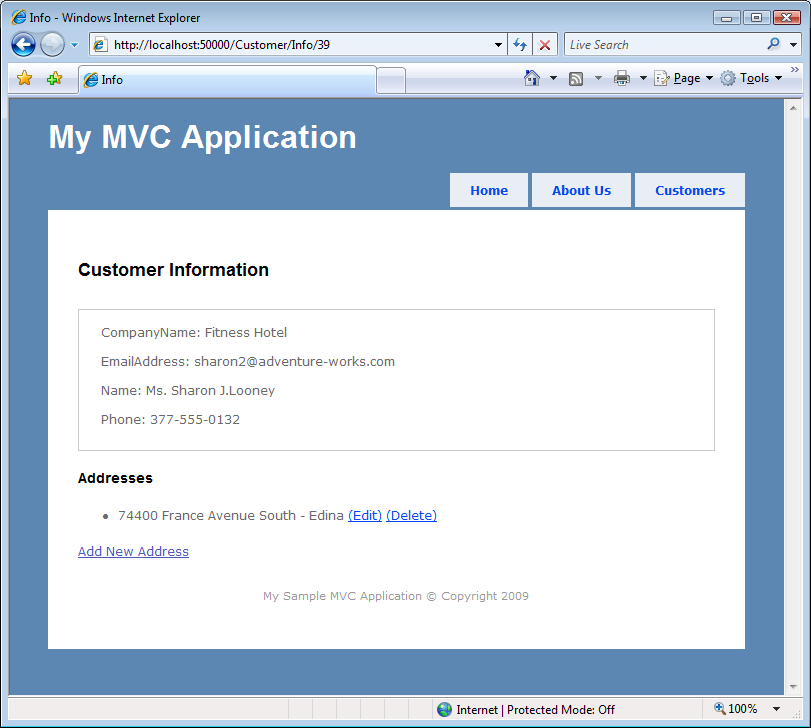 Info - Windows Internet Explorer
http://localhost:50000/Customer/Info/39
Live Search
Info
Page
Tools
My MVC Application
Home
About Us
Customers
Customer Information
CompanyName: Fitness Hotel
EmailAddress: sharon2@adventure-works.com
Name: Ms. Sharon J.Looney
Phone: 377-555-0132
Addresses
74400 France Avenue South - Edina (Edit) (Delete)
Add New Address
My Sample MVC Application © Copyright 2009
Internet | Protected Mode: Off
100%